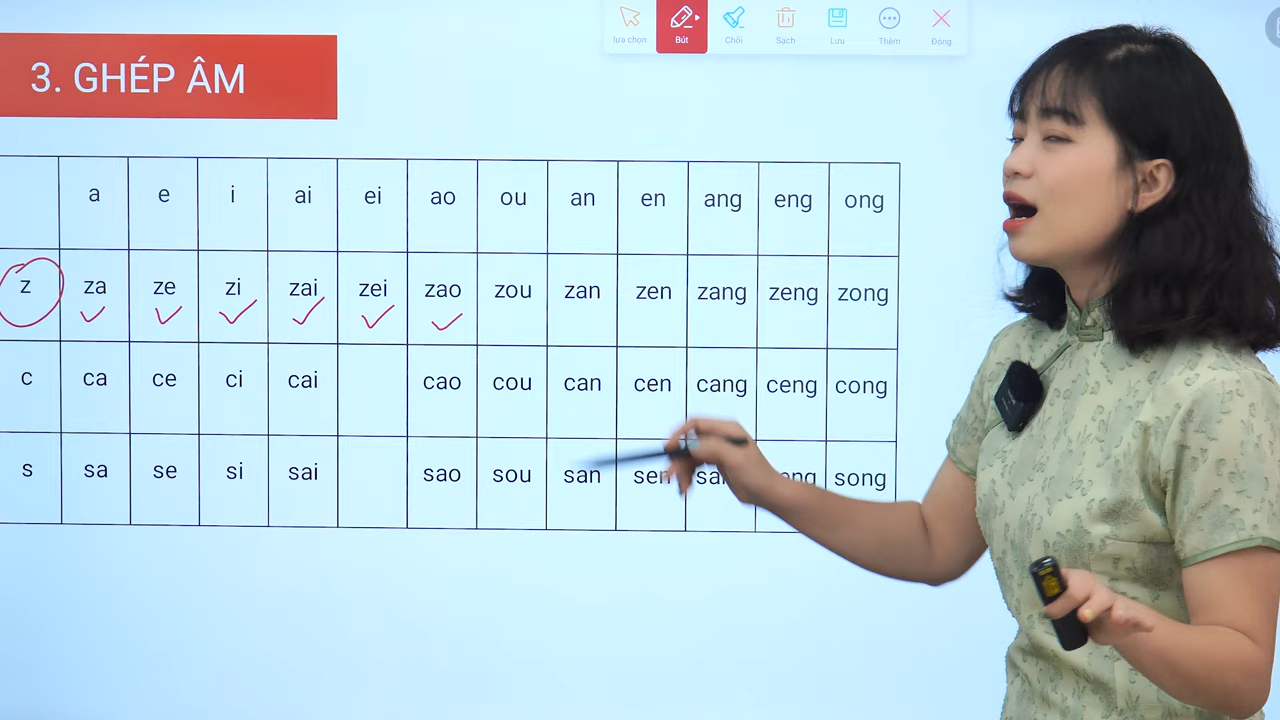 lựa chọn Bút Chổi Sạch Lưu Thêm Đóng
3. GHÉP ÂM
a e i ai ei ao ou an en ang eng ong
z za ze zi zai zei zao zou zan zen zang zeng zong
c ca ce ci cai cao cou can cen cang ceng cong
s sa se si sai sao sou san sen song